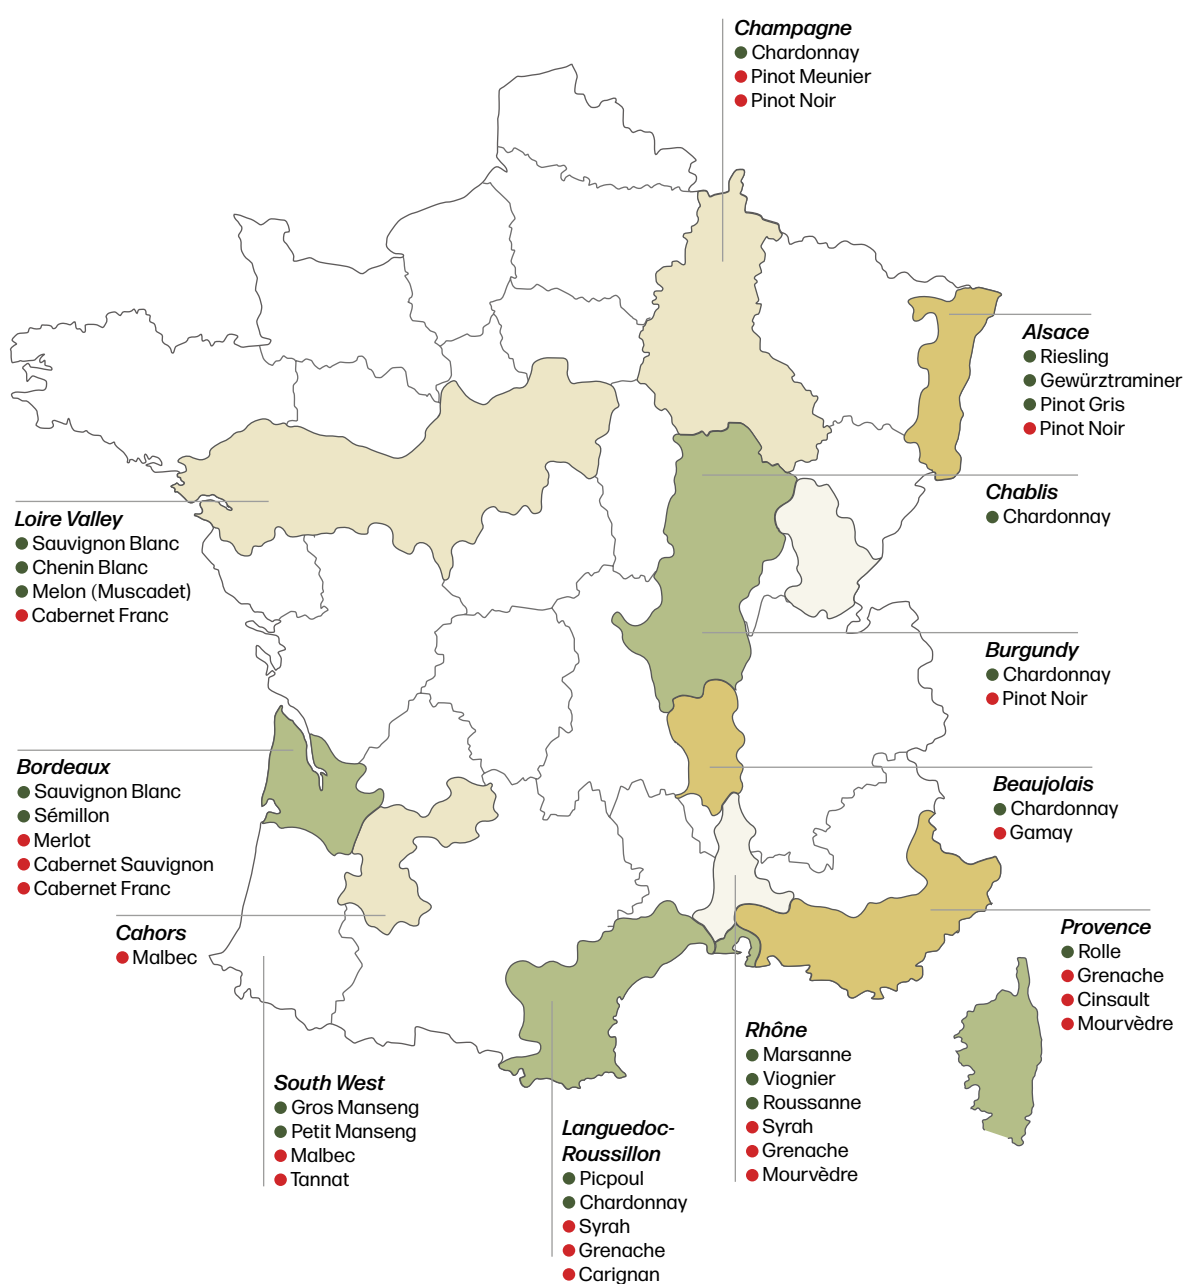 Champagne
Chardonnay
Pinot Meunier
Pinot Noir
Alsace
Riesling
Gewürztraminer
Pinot Gris
Pinot Noir
Chablis
Chardonnay
Loire Valley
Sauvignon Blanc
Chenin Blanc
Melon (Muscadet)
Cabernet Franc
Burgundy
Chardonnay
Pinot Noir
Bordeaux
Sauvignon Blanc
Sémillon
Merlot
Cabernet Sauvignon
Cabernet Franc
Beaujolais
Chardonnay
Gamay
Cahors
Malbec
Provence
Rolle
Grenache
Cinsault
Mourvèdre
South West
Gros Manseng
Petit Manseng
Malbec
Tannat
Languedoc-
Roussillon
Picpoul
Chardonnay
Syrah
Grenache
Carignan
Rhône
Marsanne
Viognier
Roussanne
Syrah
Grenache
Mourvèdre